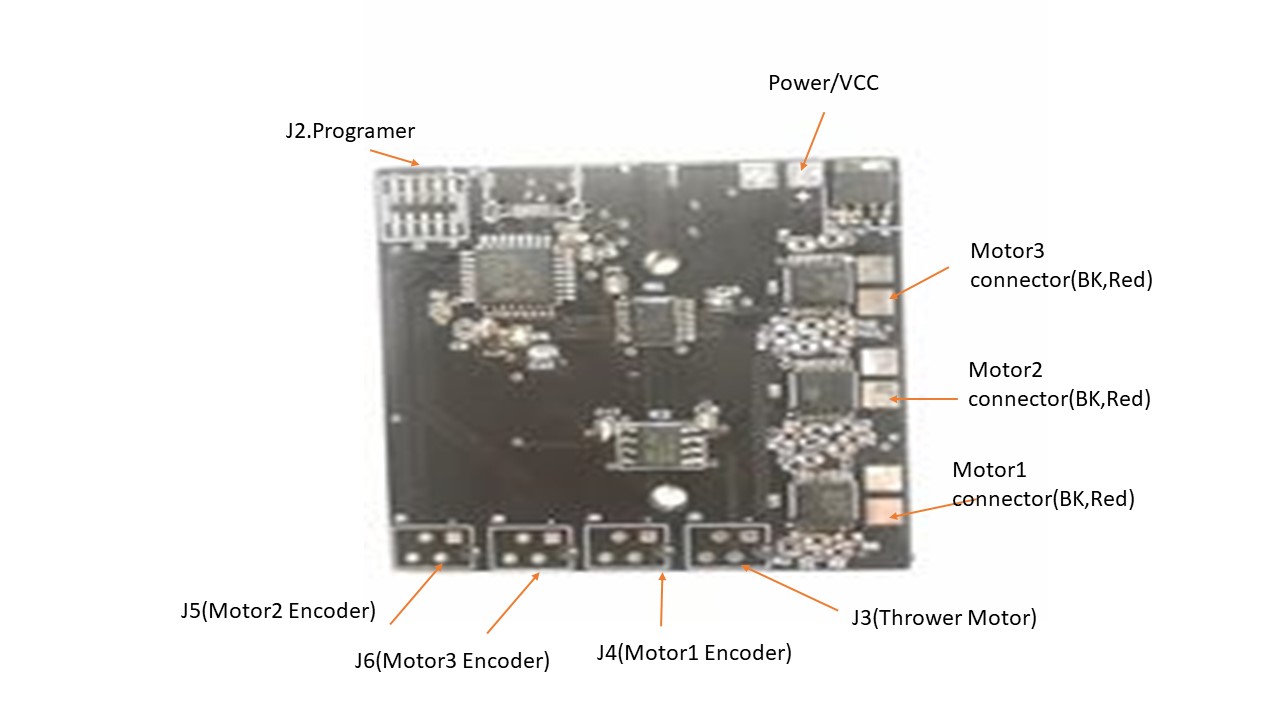 Power/VCC
J2.Programer
Motor3
connector(BK,Red)
Motor2
connector(BK,Red)
Motor1
connector(BK,Red)
J5(Motor2 Encoder)
J3(Thrower Motor)
J6(Motor3 Encoder)
J4(Motor1 Encoder)